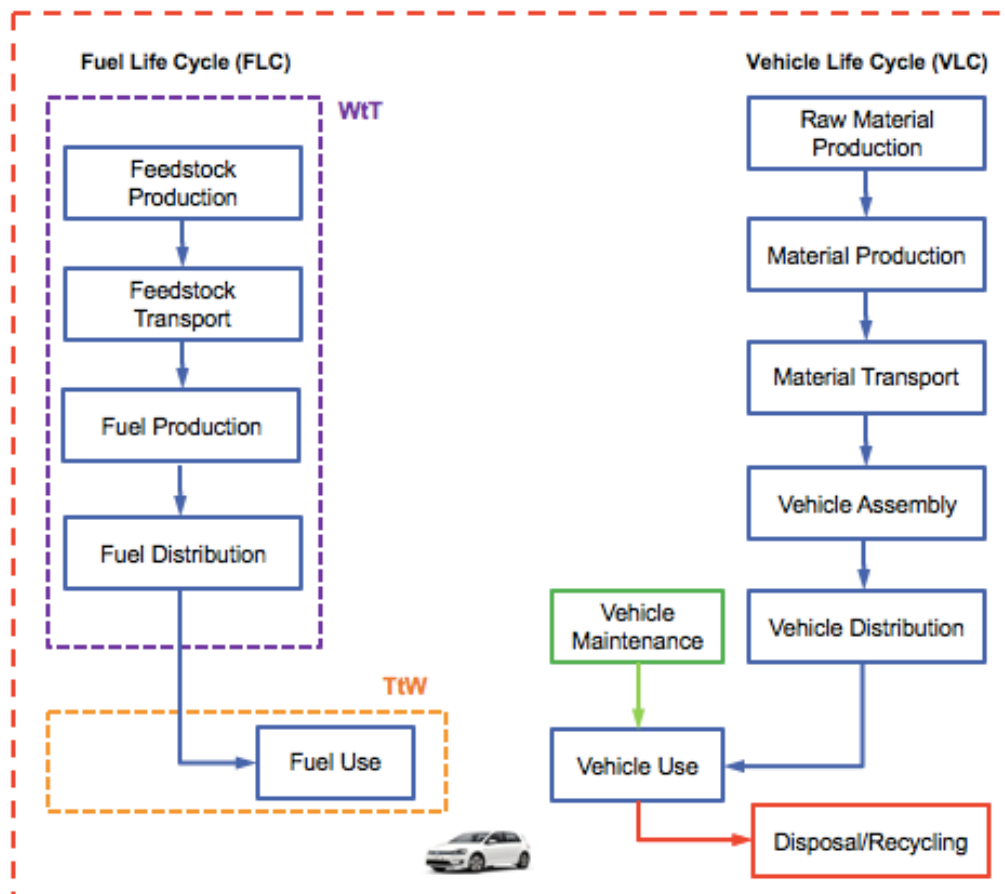 Fuel Life Cycle (FLC)
WtT
Feedstock
Production
Feedstock
Transport
Fuel Production
Fuel Distribution
TtW
Fuel Use
Vehicle Life Cycle (VLC)
Raw Material
Production
Material Production
Material Transport
Vehicle Assembly
Vehicle Distribution
Vehicle
Maintenance
Vehicle Use
Disposal/Recycling